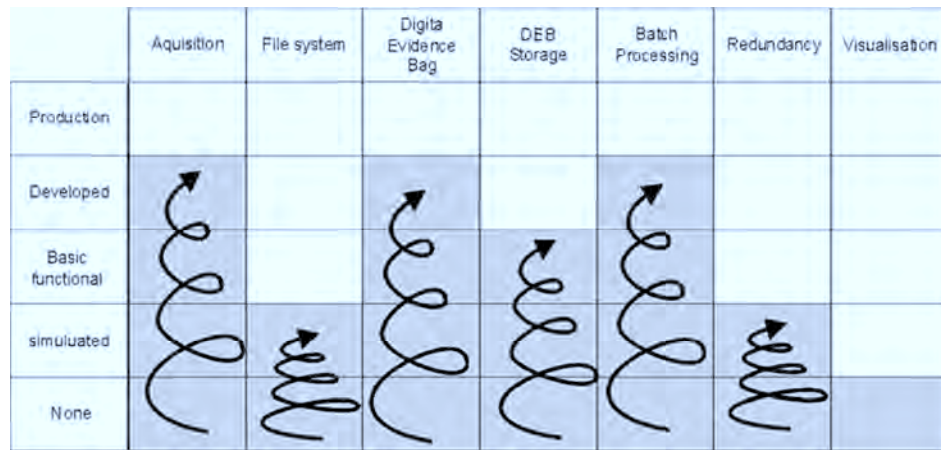 Aquisition
File system
Digita
Evidence
Bag
DEB
Storage
Batch
Processing
Redundancy
Visualisation
Production
Developed
Basic
functional
simuluated
None